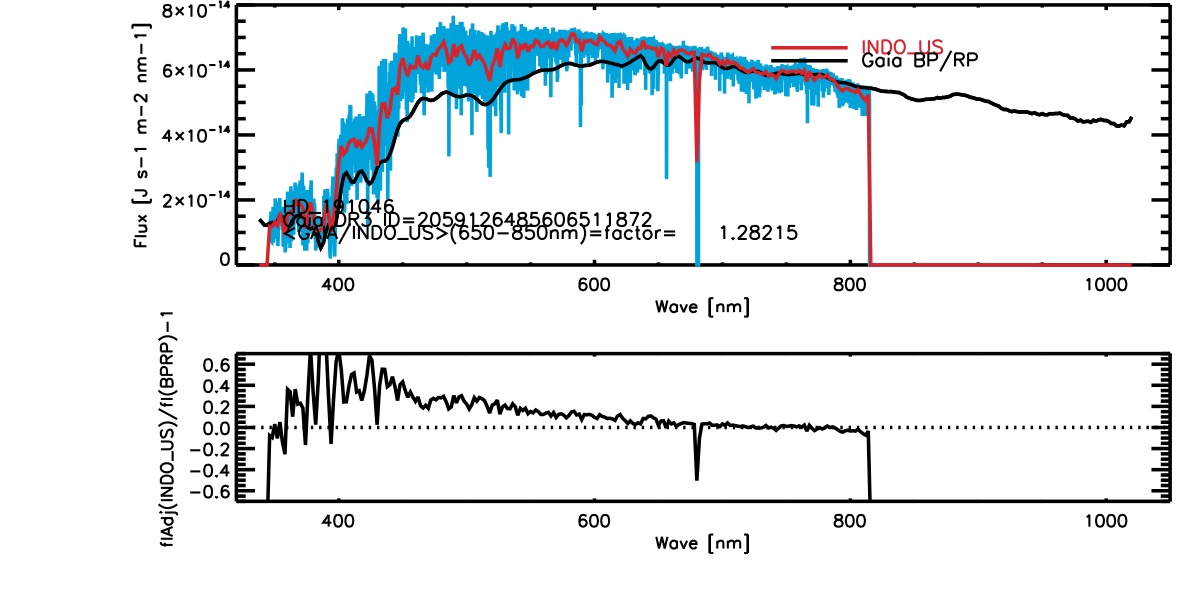 8×10−14
6×10−14
4×10−14
2×10−14
0
Flux [J s−1 m−2 nm−1]
INDO_US
Gaia BP/RP
HD_191046
Gaia DR3 ID=2059126485606511872
<GAIA/INDO_US>(650−850nm)=factor= 1.28215
400 600 800 1000
Wave [nm]
flAdj(INDO_US)/fl(BPRP)−1
0.6
0.4
0.2
0.0
−0.2
−0.4
−0.6
400 600 800 1000
Wave [nm]